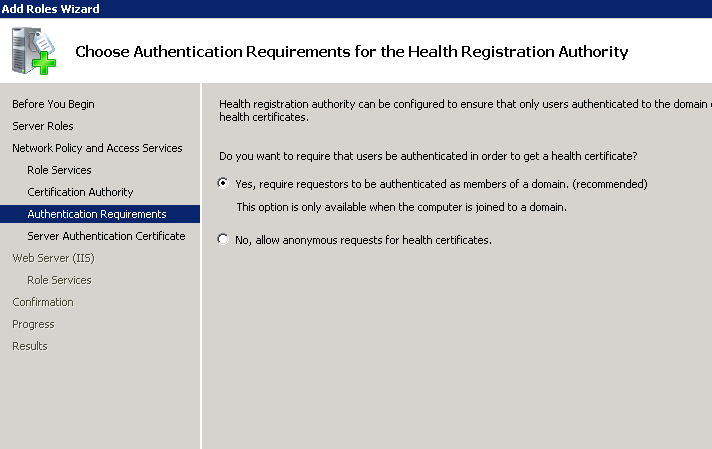 Add Roles Wizard
Choose Authentication Requirements for the Health Registration Authority
Before You Begin
Server Roles
Network Policy and Access Services
Role Services
Certification Authority
Authentication Requirements
Server Authentication Certificate
Web Server (IIS)
Role Services
Confirmation
Progress
Results
Health registration authority can be configured to ensure that only users authenticated to the domain
health certificates.
Do you want to require that users be authenticated in order to get a health certificate?
Yes, require requestors to be authenticated as members of a domain. (recommended)
This option is only available when the computer is joined to a domain.
No, allow anonymous requests for health certificates.